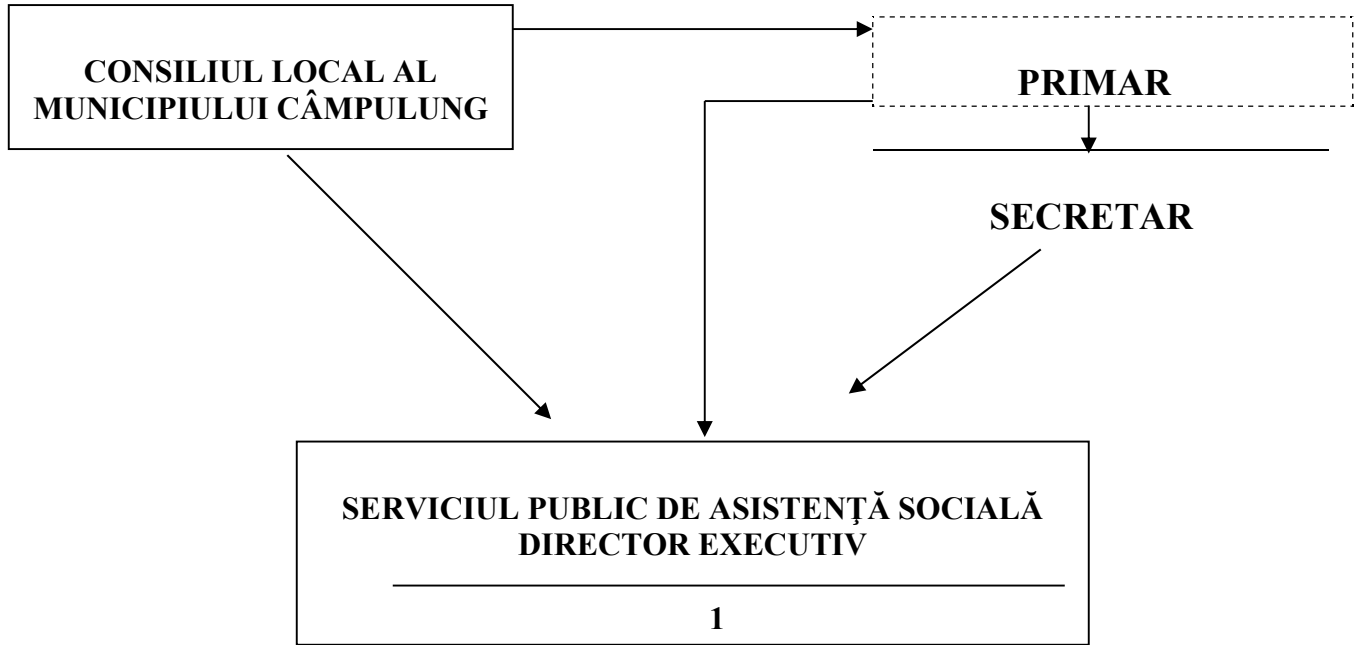 CONSILIUL LOCAL AL
MUNICIPIULUI CÂMPULUNG
PRIMAR
SECRETAR
SERVICIUL PUBLIC DE ASISTENŢĂ SOCIALĂ
DIRECTOR EXECUTIV
1